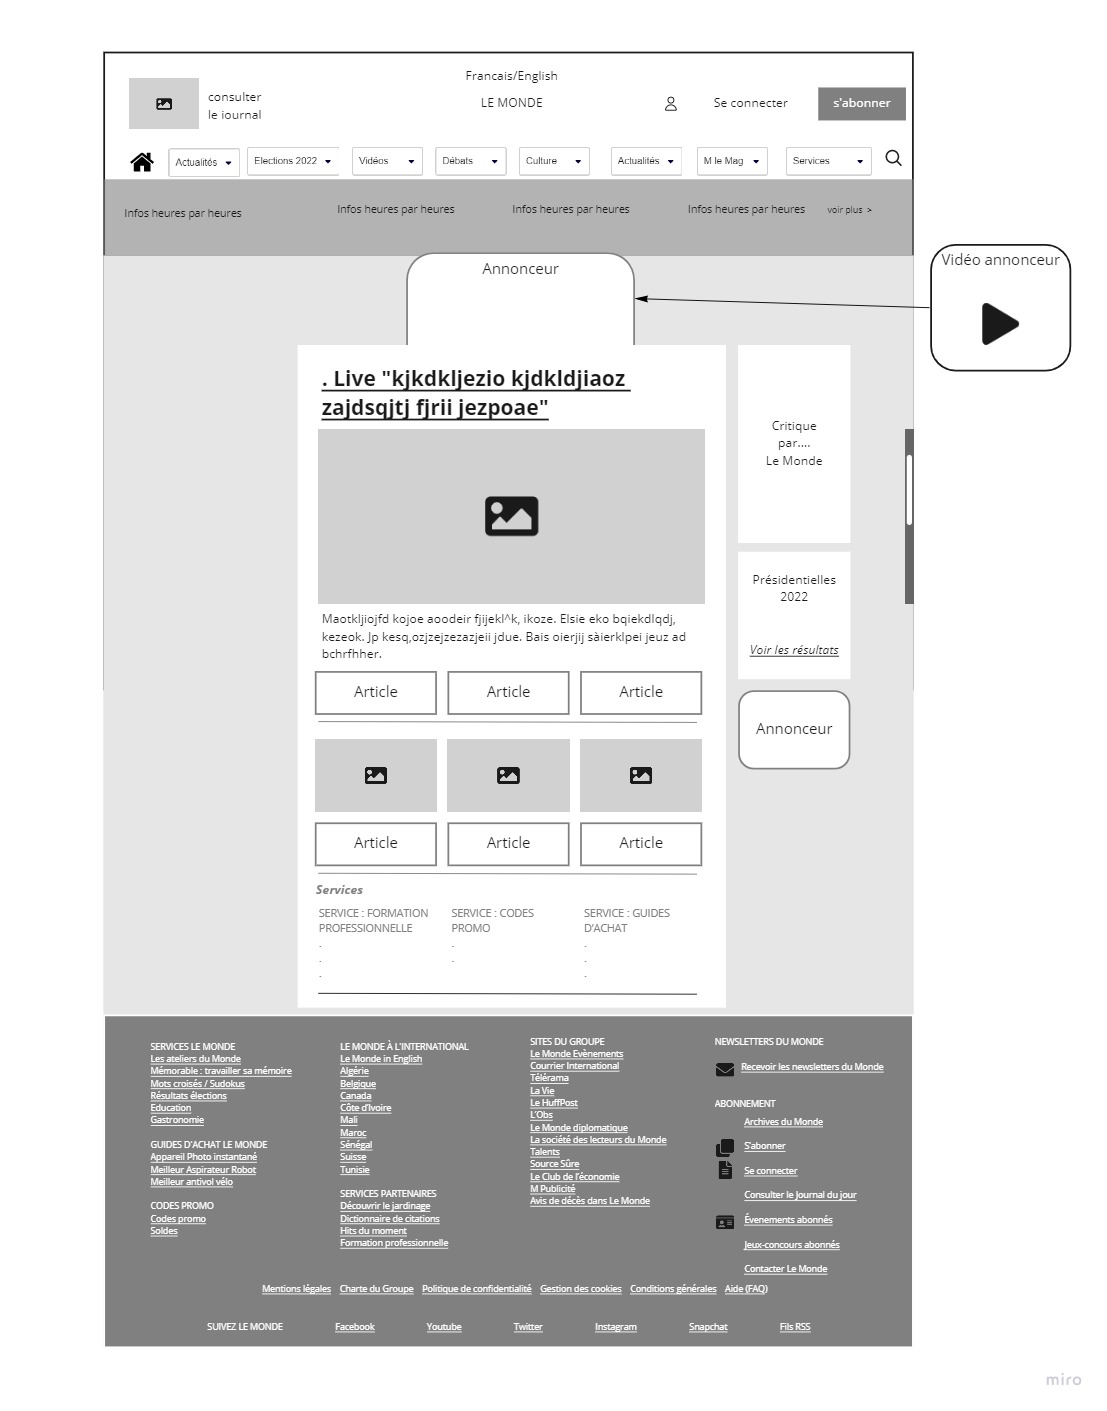 Francais/English
consulter
le iournal
LE MONDE
Se connecter
s'abonner
Actualités
Elections 2022
Vidéos
Débats
Culture
Actualités
M le Mag
Services
Infos heures par heures
Infos heures par heures
Infos heures par heures
Infos heures par heures
voir plus >
Annonceur
Vidéo annonceur
. Live "kjkdkljezio kjdkldjiaoz
zajdsqjtj fjrii jezpoae"
Critique
par....
Le Monde
Présidentielles
2022
Voir les résultats
Annonceur
Maotkljiojfd kojoe aoodeir fjijekl^k, ikoze. Elsie eko bqiekdlqdj,
kezeok. Jp kesq,ozjzejzezazjeii jdue. Bais oierjij sàierklpei jeuz ad
bchrfhher.
Article
Article
Article
Article
Article
Article
Services
SERVICE : FORMATION
PROFESSIONNELLE
.
.
.
SERVICE : CODES
PROMO
.
.
SERVICE : GUIDES
D'ACHAT
.
.
.
SERVICES LE MONDE
Les ateliers du Monde
Mémorable : travailler sa mémoire
Mots croisés / Sudokus
Résultats élections
Education
Gastronomie
GUIDES D'ACHAT LE MONDE
Appareil Photo instantané
Meilleur Aspirateur Robot
Meilleur antivol vélo
CODES PROMO
Codes promo
Soldes
LE MONDE À L'INTERNATIONAL
Le Monde in English
Algérie
Belgique
Canada
Côte d'Ivoire
Mali
Maroc
Sénégal
Suisse
Tunisie
SERVICES PARTENAIRES
Découvrir le jardinage
Dictionnaire de citations
Hits du moment
Formation professionnelle
SITES DU GROUPE
Le Monde Evènements
Courrier International
Télérama
La Vie
Le HuffPost
L'Obs
Le Monde diplomatique
La société des lecteurs du Monde
Talents
Source Sûre
Le Club de l'économie
M Publicité
Avis de décès dans Le Monde
NEWSLETTERS DU MONDE
Recevoir les newsletters du Monde
ABONNEMENT
Archives du Monde
S'abonner
Se connecter
Consulter le Journal du jour
Évenements abonnés
Jeux-concours abonnés
Contacter Le Monde
Mentions légales
Charte du Groupe
Politique de confidentialité
Gestion des cookies
Conditions générales
Aide (FAQ)
SUIVEZ LE MONDE
Facebook
Youtube
Twitter
Instagram
Snapchat
Fils RSS
miro